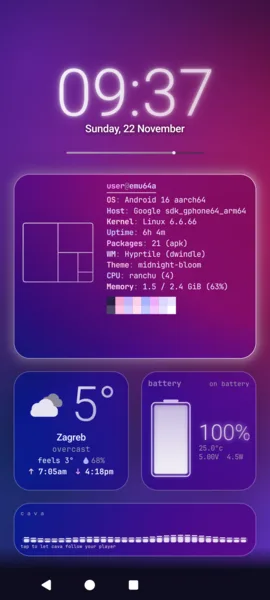 09:37
Sunday, 22 November
user@emu64a
OS: Android 16 aarch64
Host: Google sdk_gphone64_arm64
Kernel: Linux 6.6.66
Uptime: 6h 4m
Packages: 21 (apk)
WM: Hyprtile (dwindle)
Theme: midnight-bloom
CPU: ranchu (4)
Memory: 1.5 / 2.4 GiB (63%)
5°
Zagreb
overcast
feels 3° 68%
↑ 7:05am ↓ 4:18pm
battery on battery
100%
25.0°c
5.00V 4.5W
cava
tap to let cava follow your player